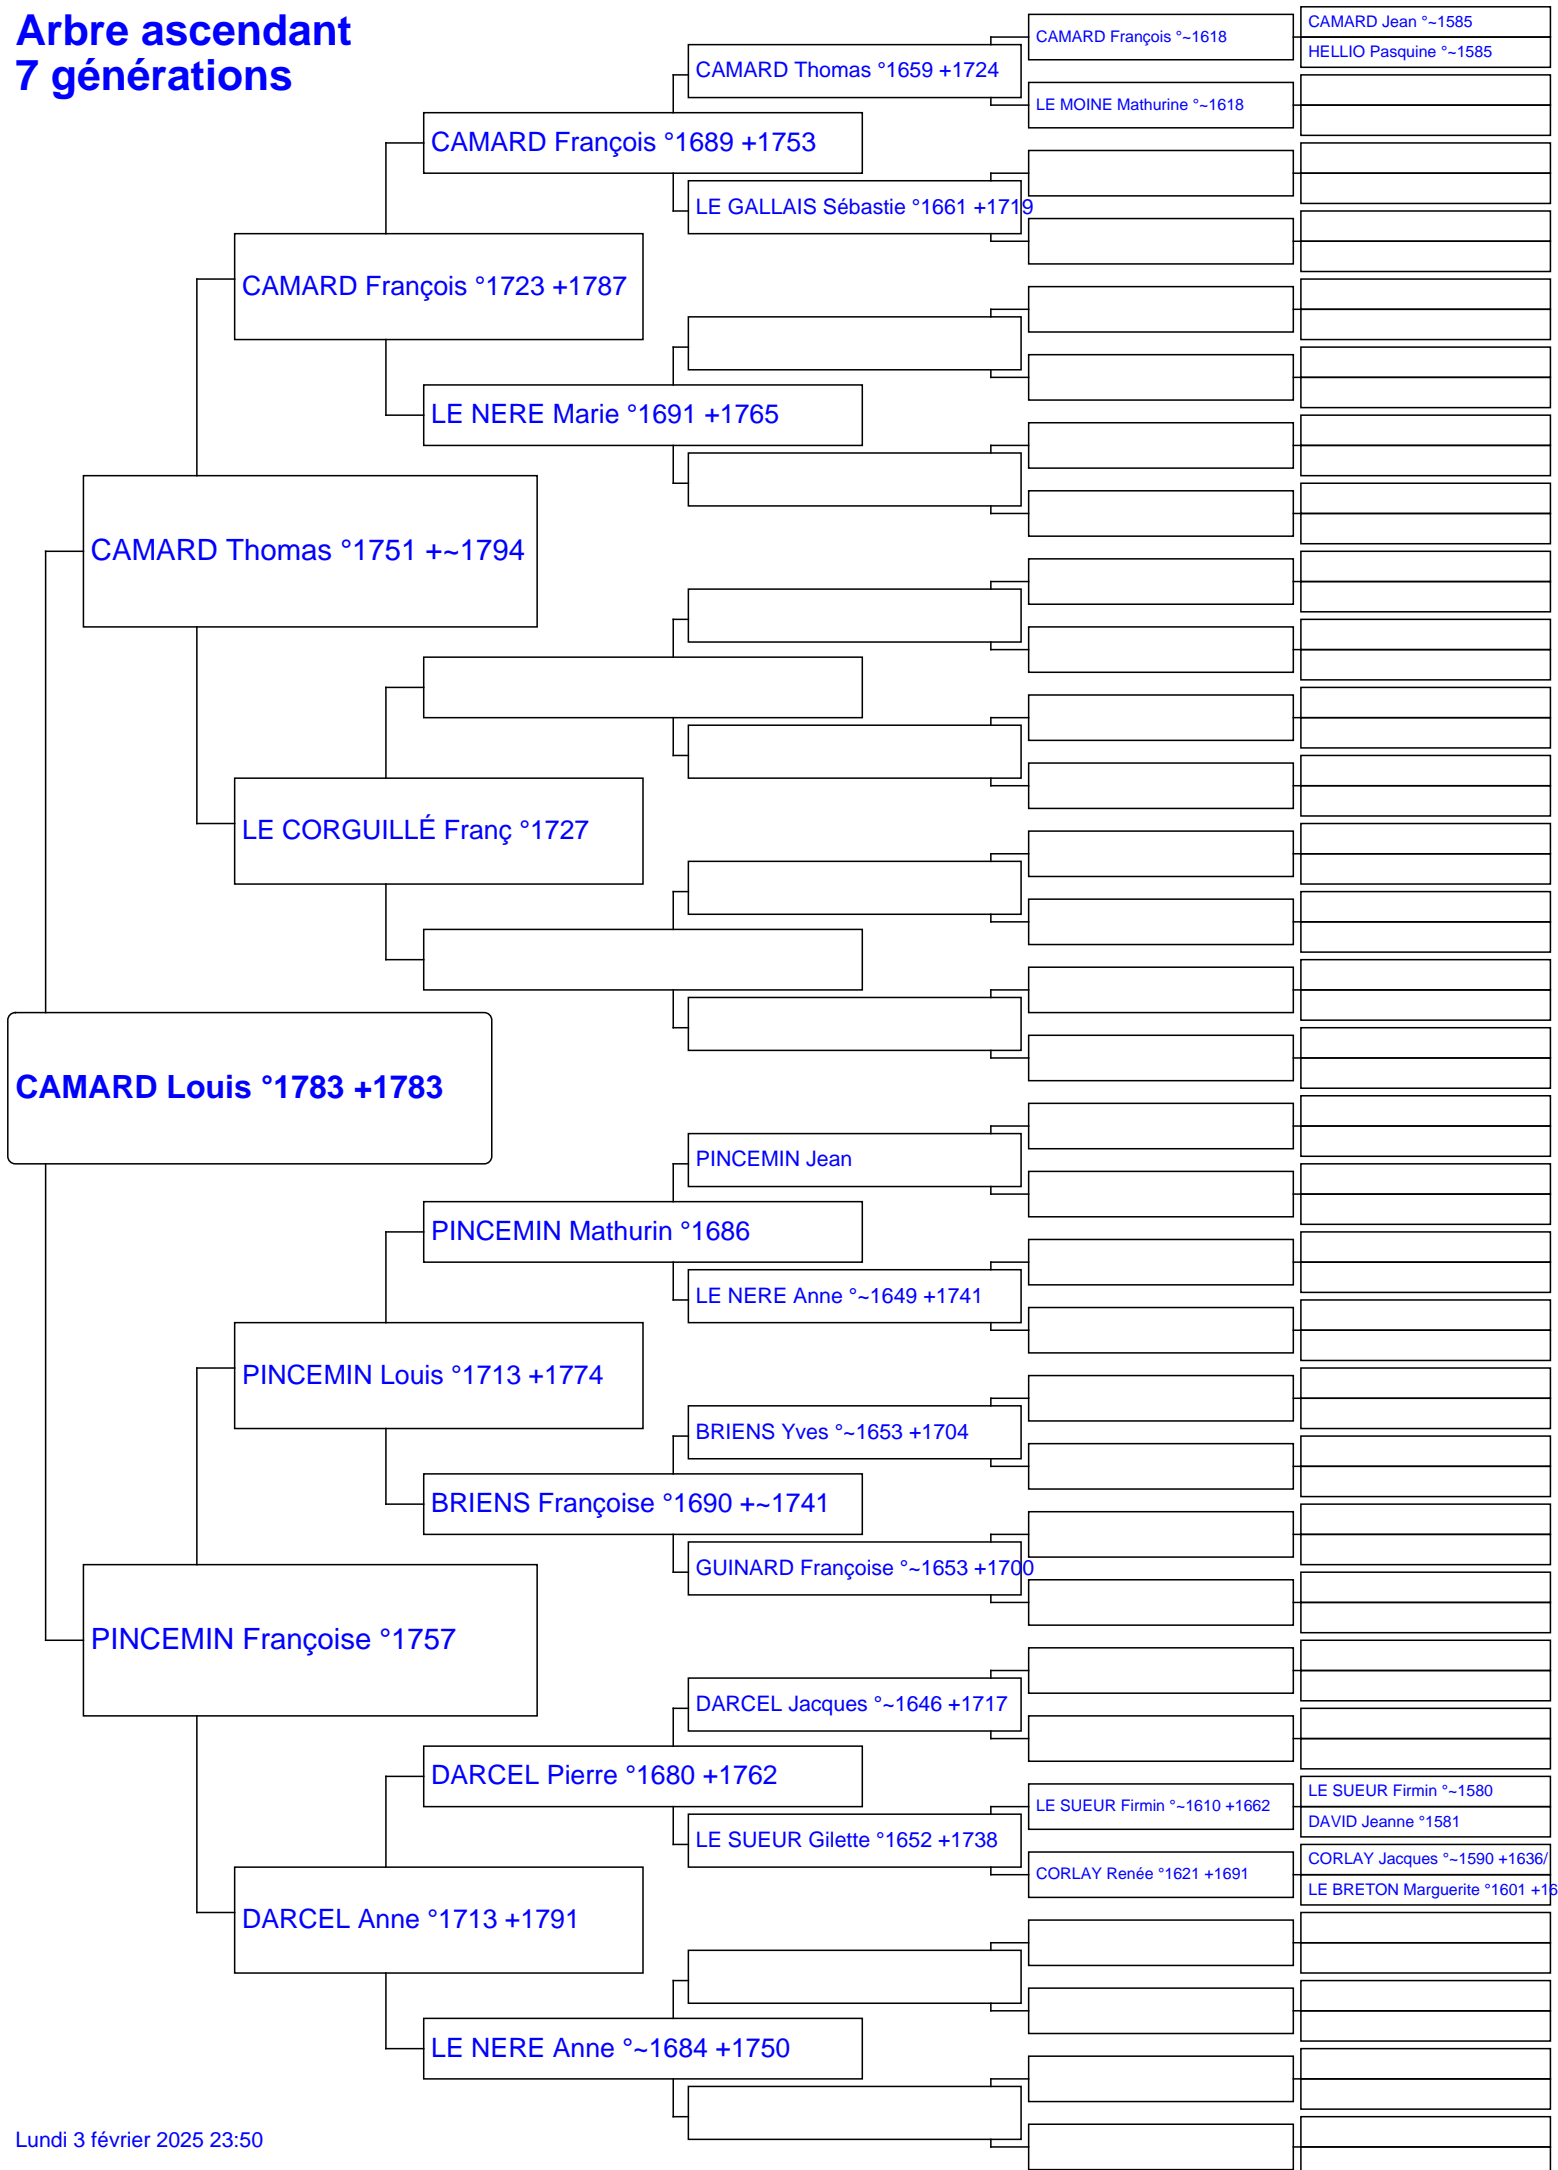 Arbre ascendant
7 générations
CAMARD Jean °~1585
CAMARD François °~1618
HELLIO Pasquine °~1585
CAMARD Thomas °1659 +1724
LE MOINE Mathurine °~1618
CAMARD François °1689 +1753
LE GALLAIS Sébastie °1661 +1719
CAMARD François °1723 +1787
LE NERE Marie °1691 +1765
CAMARD Thomas °1751 +~1794
LE CORGUILLÉ Franç °1727
CAMARD Louis °1783 +1783
PINCEMIN Jean
PINCEMIN Mathurin °1686
LE NERE Anne °~1649 +1741
PINCEMIN Louis °1713 +1774
BRIENS Yves °~1653 +1704
BRIENS Françoise °1690 +~1741
GUINARD Françoise °~1653 +1700
PINCEMIN Françoise °1757
DARCEL Jacques °~1646 +1717
DARCEL Pierre °1680 +1762
LE SUEUR Firmin °~1580
LE SUEUR Firmin °~1610 +1662
DAVID Jeanne °1581
LE SUEUR Gilette °1652 +1738
CORLAY Jacques °~1590 +1636/
CORLAY Renée °1621 +1691
LE BRETON Marguerite °1601 +16
DARCEL Anne °1713 +1791
LE NERE Anne °~1684 +1750
Lundi 3 février 2025 23:50